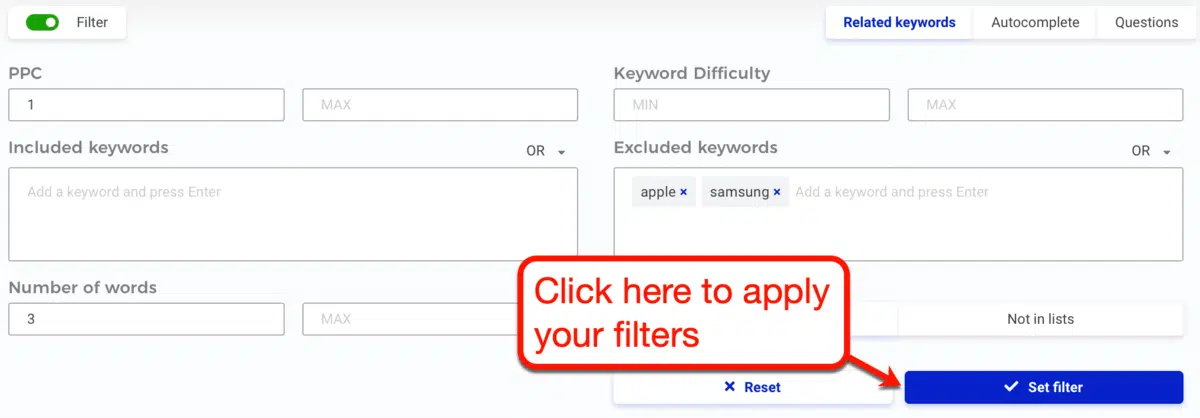 Filter
Related keywords Autocomplete Questions
PPC
1 MAX
Keyword Difficulty
MIN MAX
Included keywords OR
Add a keyword and press Enter
Excluded keywords OR
apple × samsung × Add a keyword and press Enter
Number of words
3 MAX
Click here to apply
your filters
Not in lists
Reset
Set filter